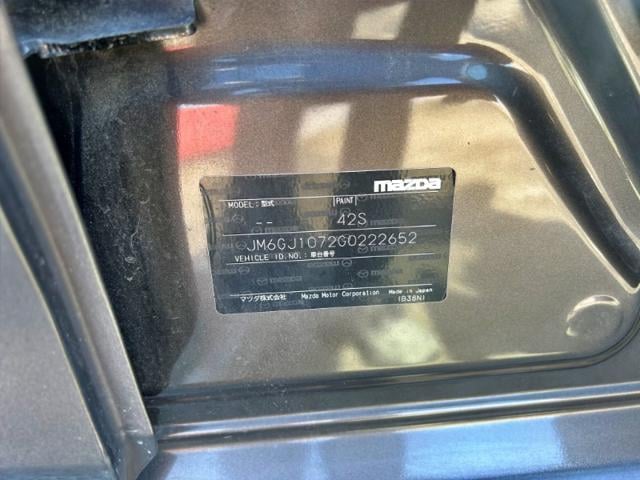 mazda
MODEL:型式 PAINT
-- 42S
JM6GJ1072G0222652
VEHICLE ID.NO.:車台番号
マツダ株式会社 Mazda Motor Corporation Made in Japan
(B38N)